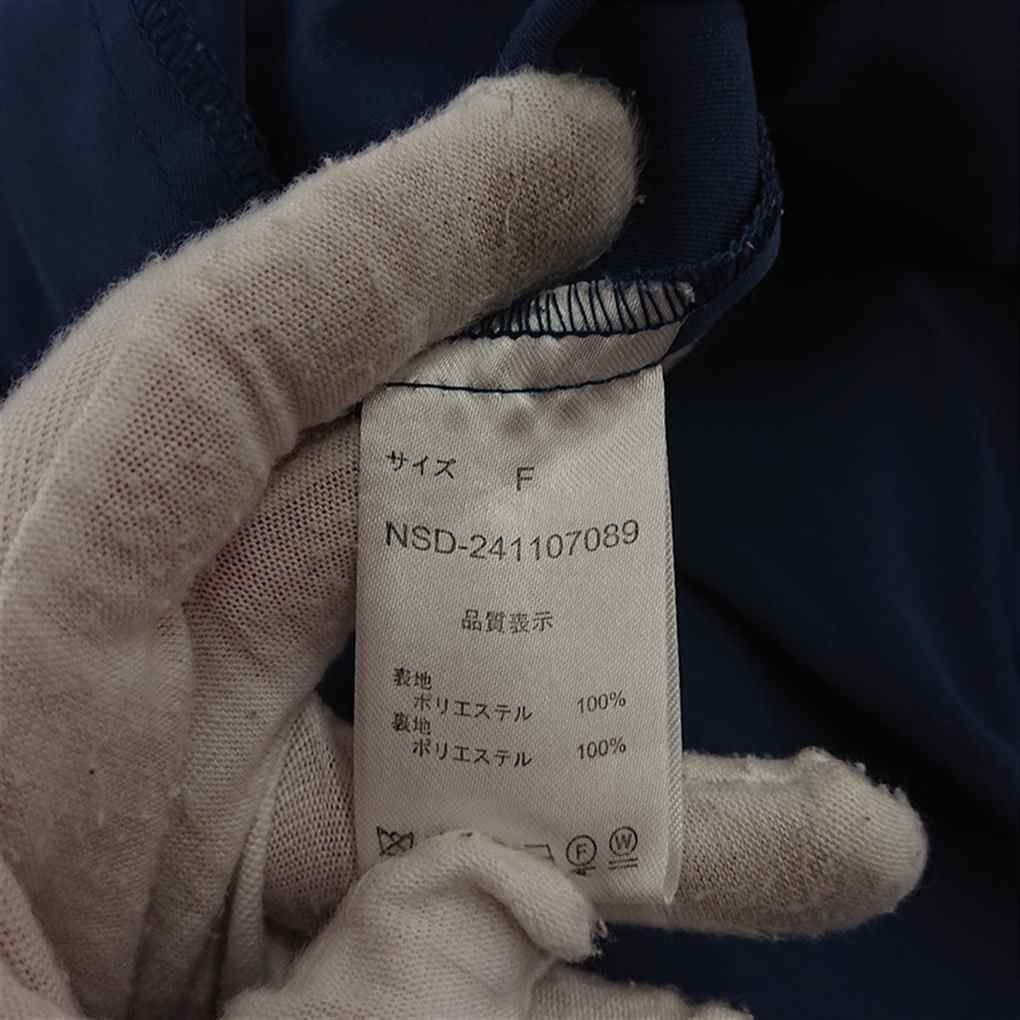 サイズ F
NSD-241107089
品質表示
表地
ポリエステル 100%
裏地
ポリエステル 100%
F W